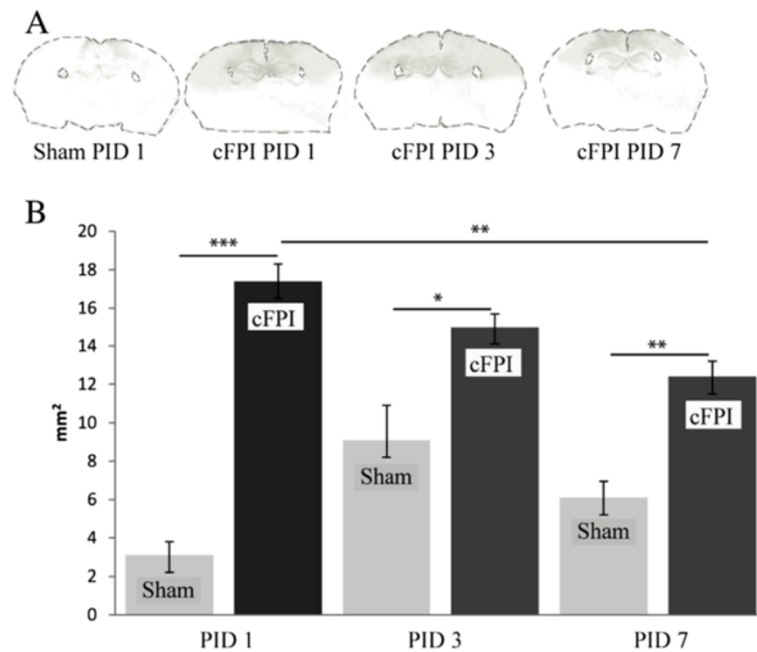 A
Sham PID 1 cFPI PID 1 cFPI PID 3 cFPI PID 7
B
20
**
***
18
cFPI
16
*
cFPI
14
**
12
cFPI
mm²
10
Sham
8
6
Sham
4
Sham
2
0
PID 1 PID 3 PID 7